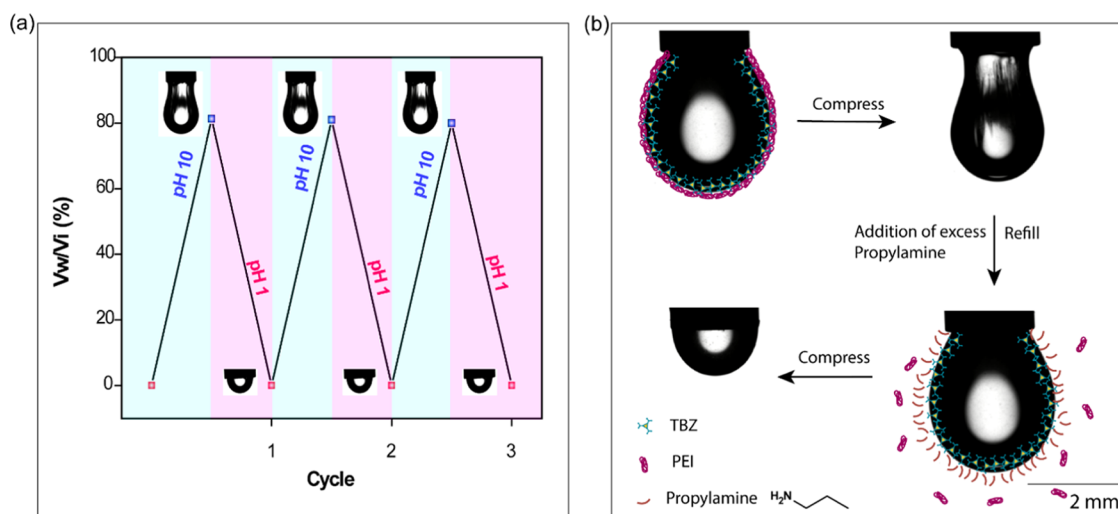 (a)
100
80
60
40
20
0
Vw/Vi (%)
pH 10
pH 1
pH 10
pH 1
pH 10
pH 1
1
2
3
Cycle
(b)
Compress
Addition of excess
Propylamine
Refill
Compress
TBZ
PEI
Propylamine
H₂N
2 mm